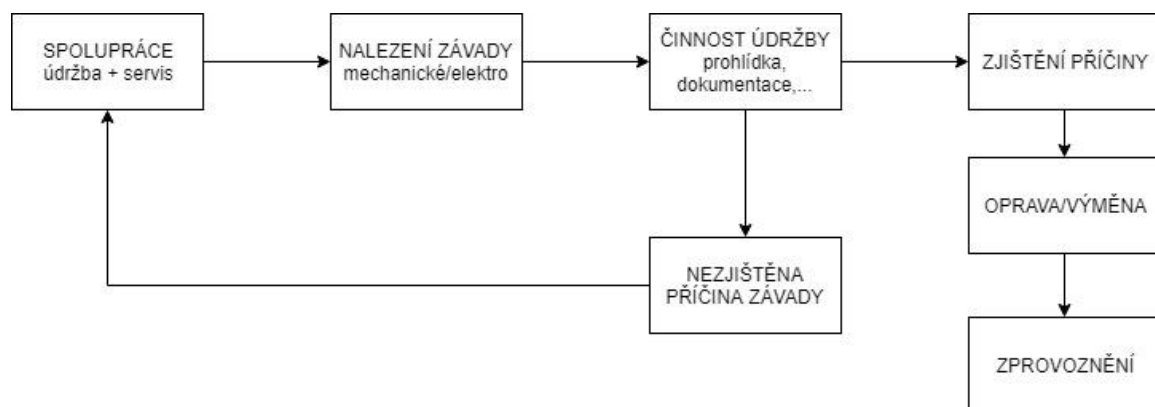 SPOLUPRÁCE
údržba + servis
NALEZENÍ ZÁVADY
mechanické/elektro
ČINNOST ÚDRŽBY
prohlídka,
dokumentace,...
ZJIŠTĚNÍ PŘÍČINY
OPRAVA/VÝMĚNA
NEZJIŠTĚNA
PŘÍČINA ZÁVADY
ZPROVOZNĚNÍ